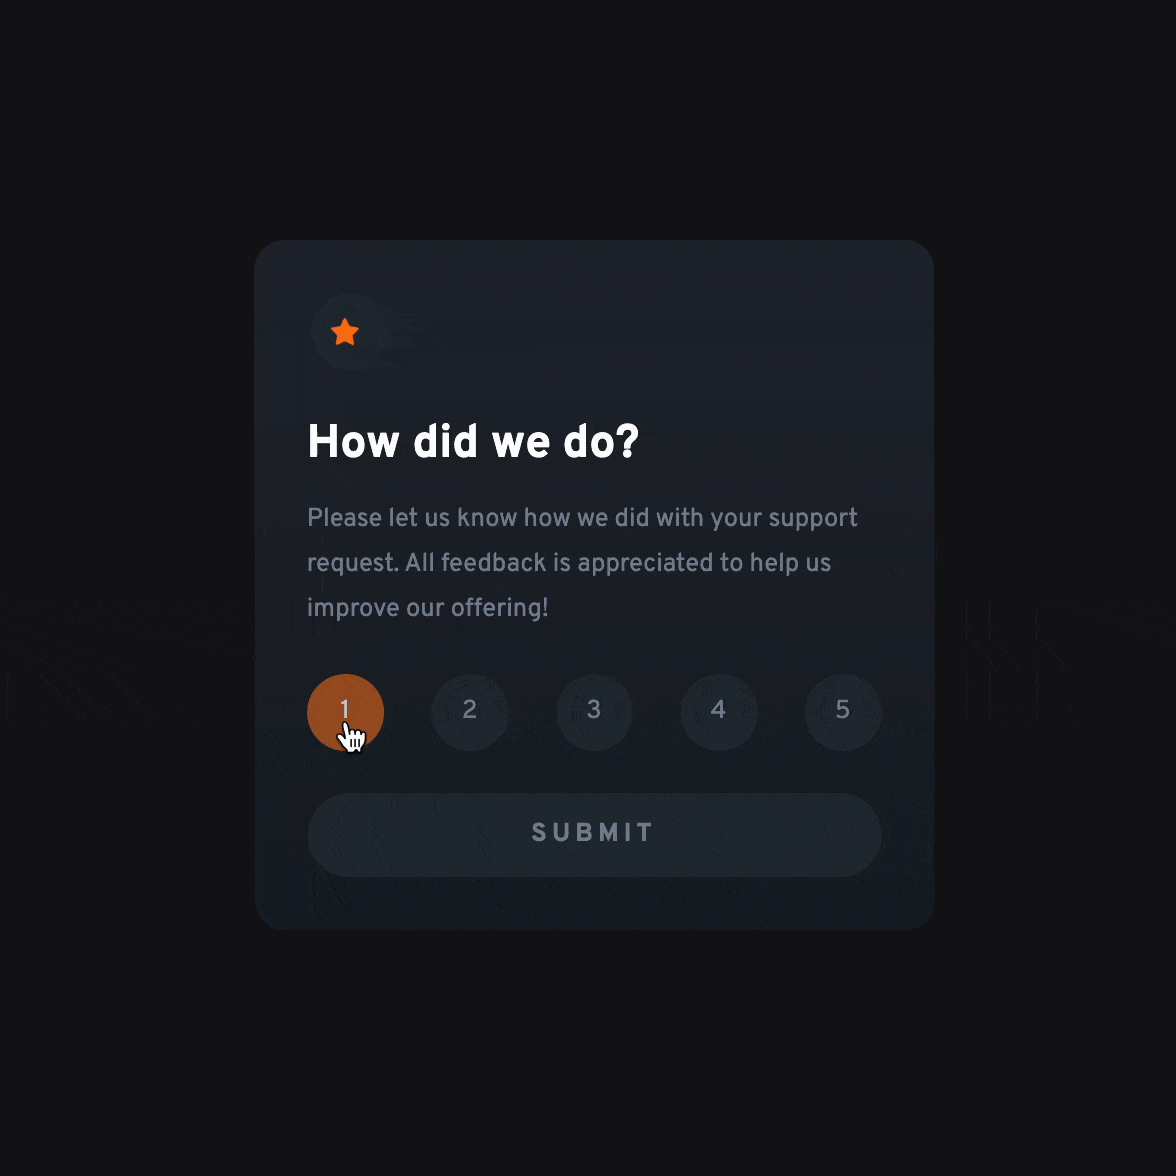 How did we do?
Please let us know how we did with your support
request. All feedback is appreciated to help us
improve our offering!
1 2 3 4 5
SUBMIT